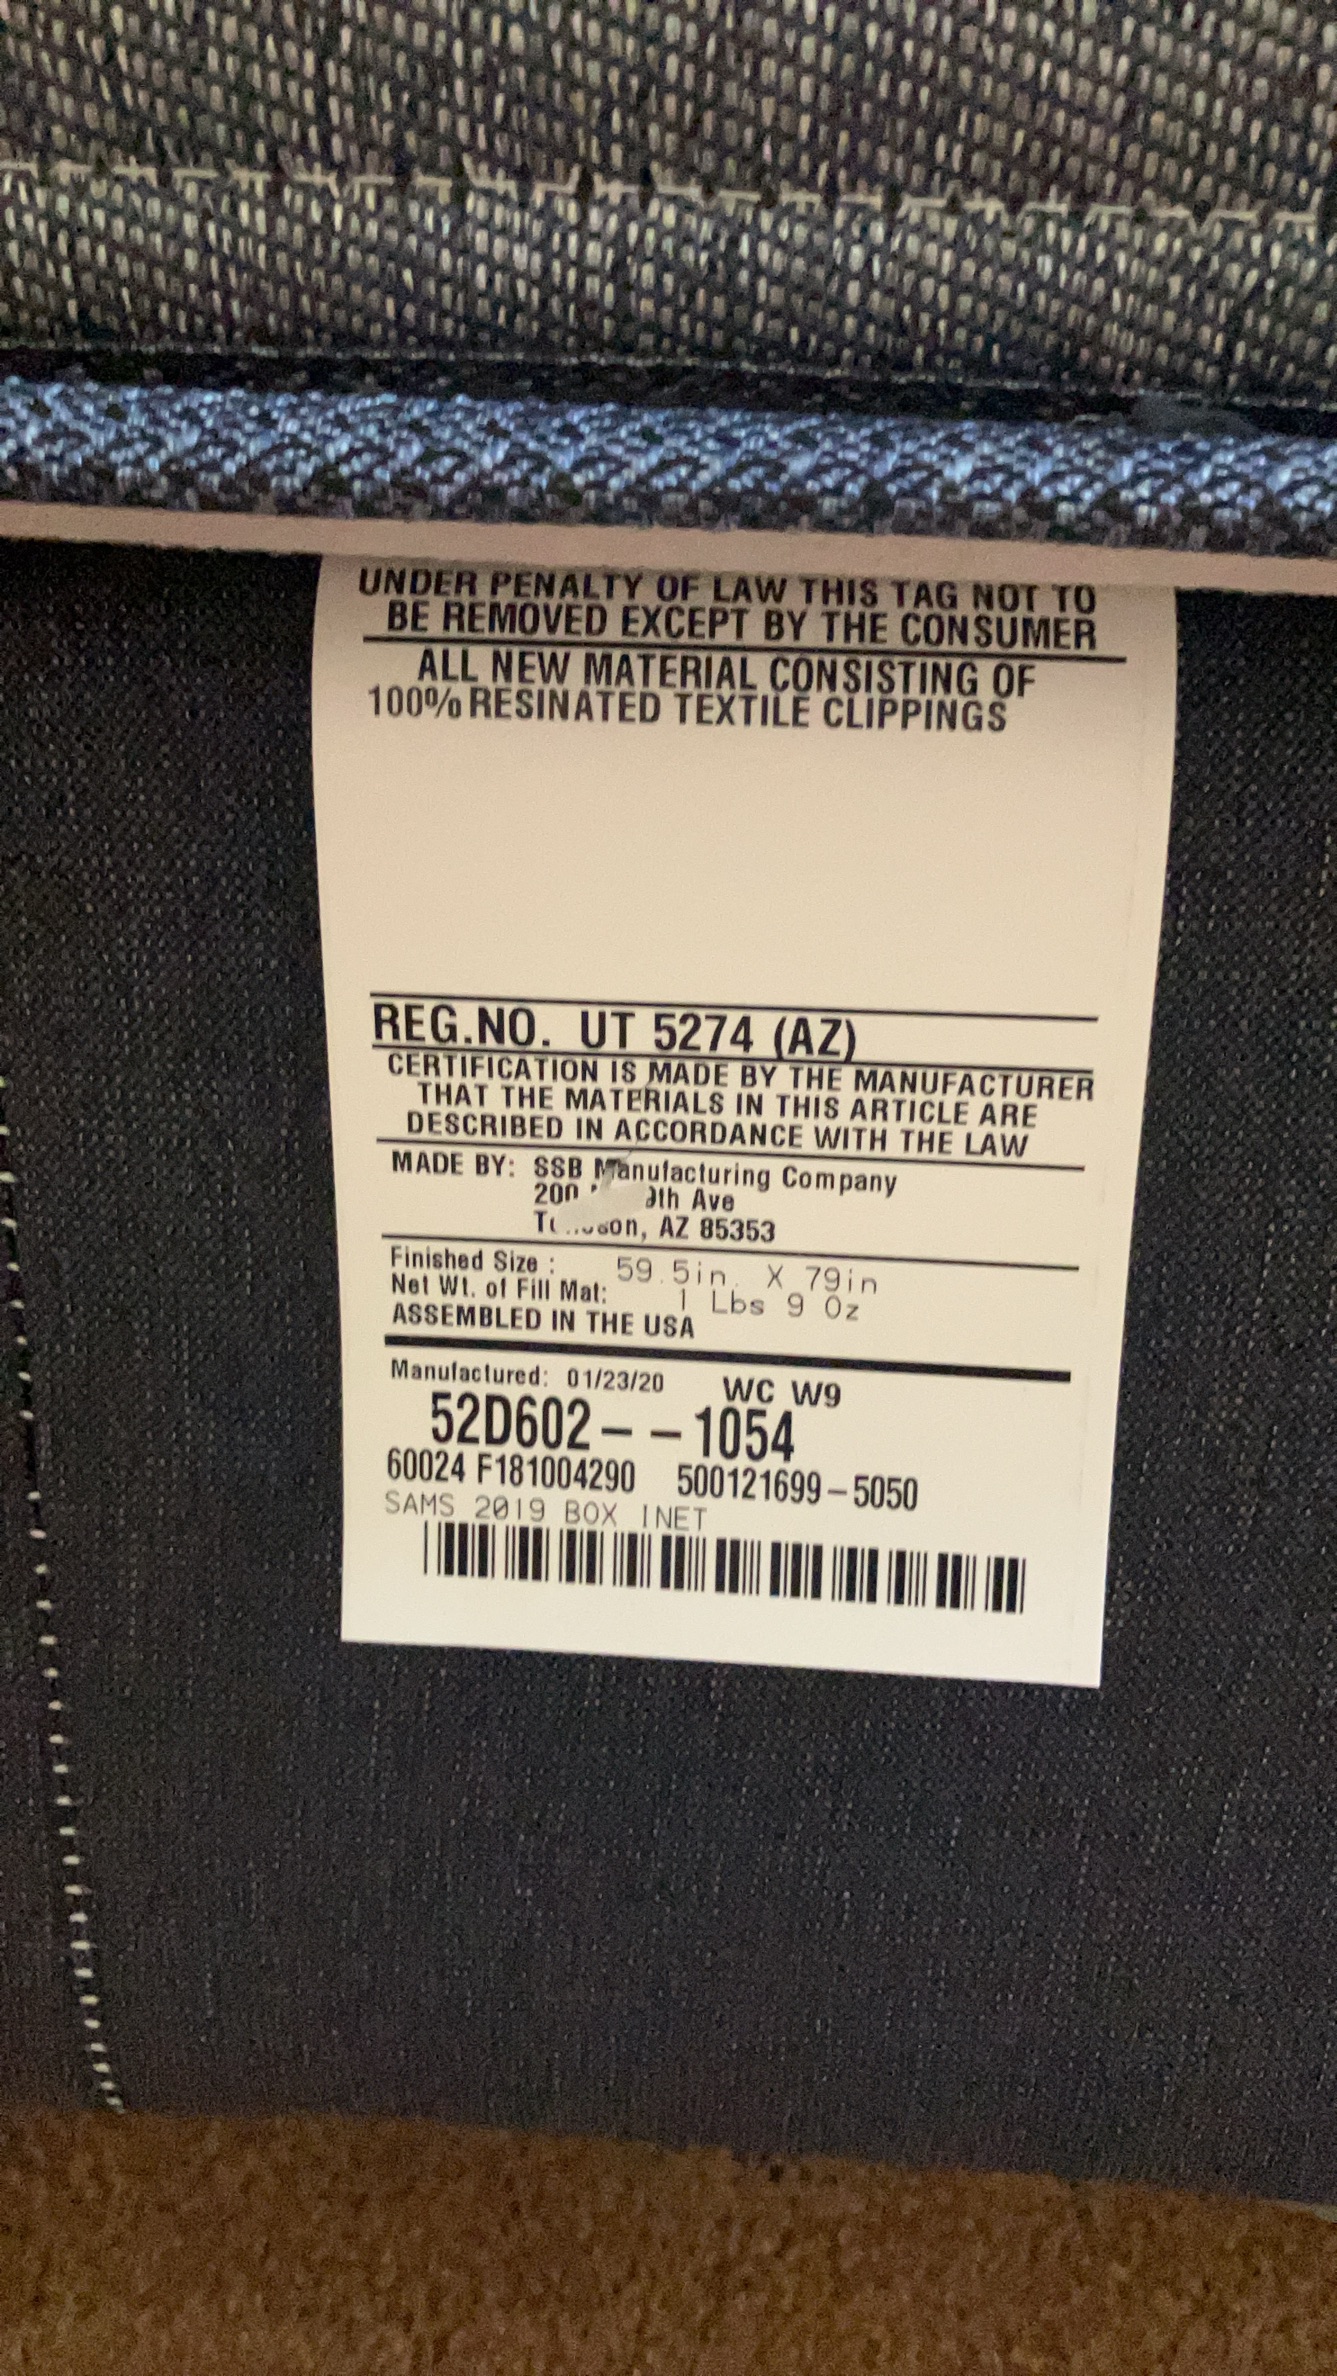 UNDER PENALTY OF LAW THIS TAG NOT TO
BE REMOVED EXCEPT BY THE CONSUMER
ALL NEW MATERIAL CONSISTING OF
100% RESINATED TEXTILE CLIPPINGS
REG.NO. UT 5274 (AZ)
CERTIFICATION IS MADE BY THE MANUFACTURER
THAT THE MATERIALS IN THIS ARTICLE ARE
DESCRIBED IN ACCORDANCE WITH THE LAW
MADE BY: SSB Manufacturing Company
Ave
AZ 85353
Finished Size : 59.5in. X 79in
Net Wt. of Fill Mat: 1 Lbs 9 Oz
ASSEMBLED IN THE USA
Manufactured: 01/23/20 WC W9
52D602- -1054
60024 F181004290 500121699-5050
SAMS 2019 BOX INET